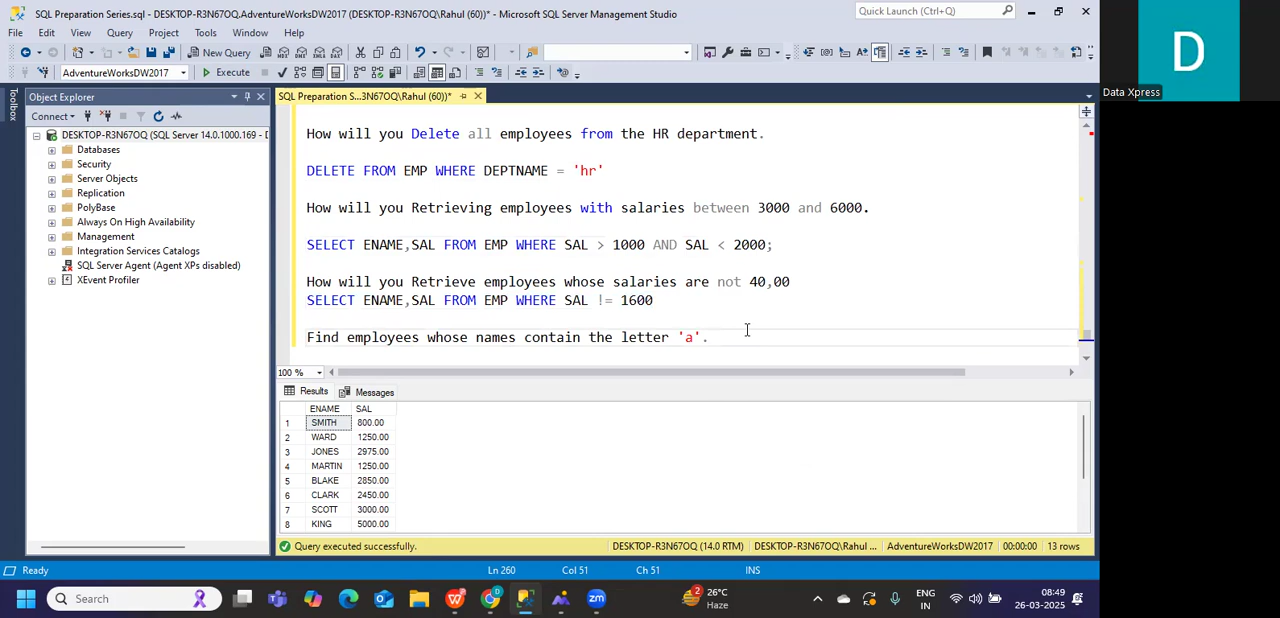 SQL Preparation Series.sql - DESKTOP-R3N67OQ.AdventureWorksDW2017 (DESKTOP-R3N67OQ\Rahul (60))* - Microsoft SQL Server Management Studio
Quick Launch (Ctrl+Q)
File Edit View Query Project Tools Window Help
New Query
AdventureWorksDW2017 Execute
Toolbox
Object Explorer
SQL Preparation S...3N67OQ\Rahul (60))*
Connect
DESKTOP-R3N67OQ (SQL Server 14.0.1000.169 - D
Databases
Security
Server Objects
Replication
PolyBase
Always On High Availability
Management
Integration Services Catalogs
SQL Server Agent (Agent XPs disabled)
XEvent Profiler
How will you Delete all employees from the HR department.
DELETE FROM EMP WHERE DEPTNAME = 'hr'
How will you Retrieving employees with salaries between 3000 and 6000.
SELECT ENAME,SAL FROM EMP WHERE SAL > 1000 AND SAL < 2000;
How will you Retrieve employees whose salaries are not 40,00
SELECT ENAME,SAL FROM EMP WHERE SAL != 1600
Find employees whose names contain the letter 'a'.
100 %
Results Messages
ENAME SAL
1 SMITH 800.00
2 WARD 1250.00
3 JONES 2975.00
4 MARTIN 1250.00
5 BLAKE 2850.00
6 CLARK 2450.00
7 SCOTT 3000.00
8 KING 5000.00
Query executed successfully. DESKTOP-R3N67OQ (14.0 RTM) DESKTOP-R3N67OQ\Rahul ... AdventureWorksDW2017 00:00:00 13 rows
Ready Ln 260 Col 51 Ch 51 INS
Search
26°C
Haze
ENG
IN
08:49
26-03-2025
D
Data Xpress